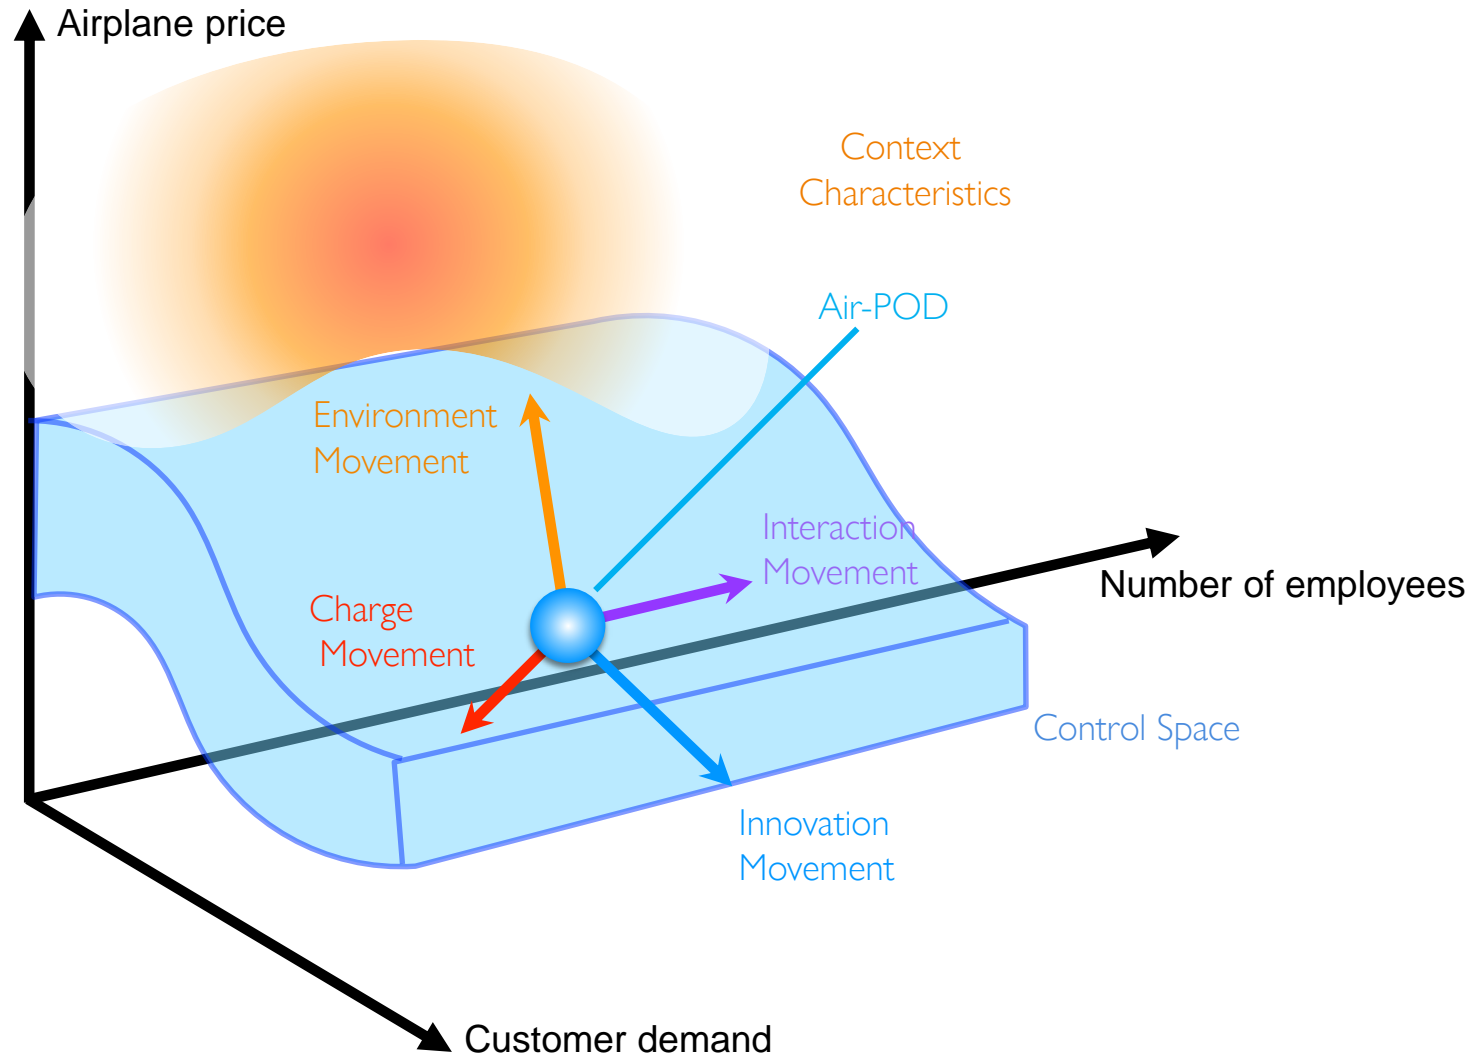 Airplane price
Context
Characteristics
Air-POD
Environment
Movement
Interaction
Movement
Number of employees
Charge
Movement
Control Space
Innovation
Movement
Customer demand